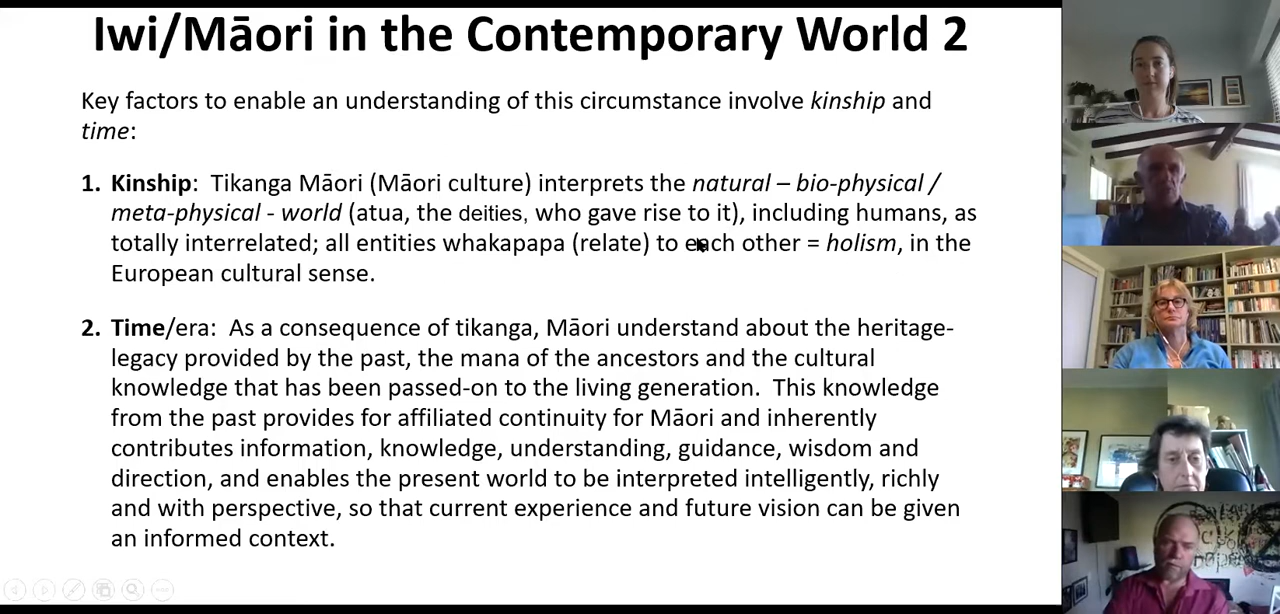 Iwi/Māori in the Contemporary World 2
Key factors to enable an understanding of this circumstance involve kinship and
time:
1. Kinship: Tikanga Māori (Māori culture) interprets the natural – bio-physical /
meta-physical - world (atua, the deities, who gave rise to it), including humans, as
totally interrelated; all entities whakapapa (relate) to each other = holism, in the
European cultural sense.
2. Time/era: As a consequence of tikanga, Māori understand about the heritage-
legacy provided by the past, the mana of the ancestors and the cultural
knowledge that has been passed-on to the living generation. This knowledge
from the past provides for affiliated continuity for Māori and inherently
contributes information, knowledge, understanding, guidance, wisdom and
direction, and enables the present world to be interpreted intelligently, richly
and with perspective, so that current experience and future vision can be given
an informed context.